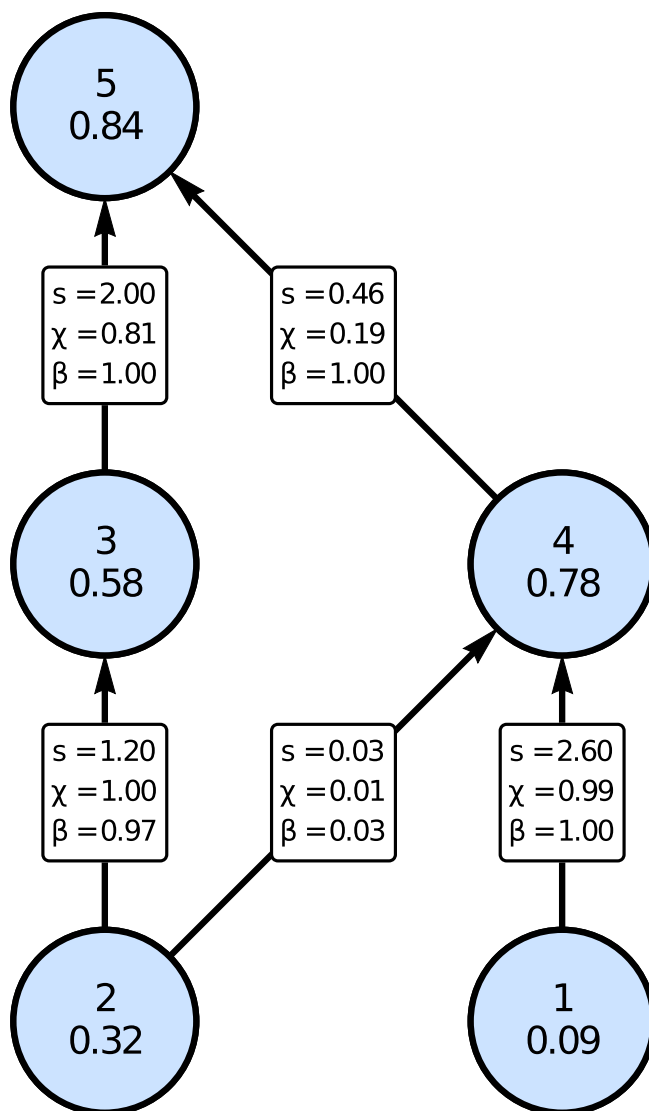 5
0.84
s =2.00
χ =0.81
β =1.00
s =0.46
χ =0.19
β =1.00
3
0.58
4
0.78
s =1.20
χ =1.00
β =0.97
s =0.03
χ =0.01
β =0.03
s =2.60
χ =0.99
β =1.00
2
0.32
1
0.09